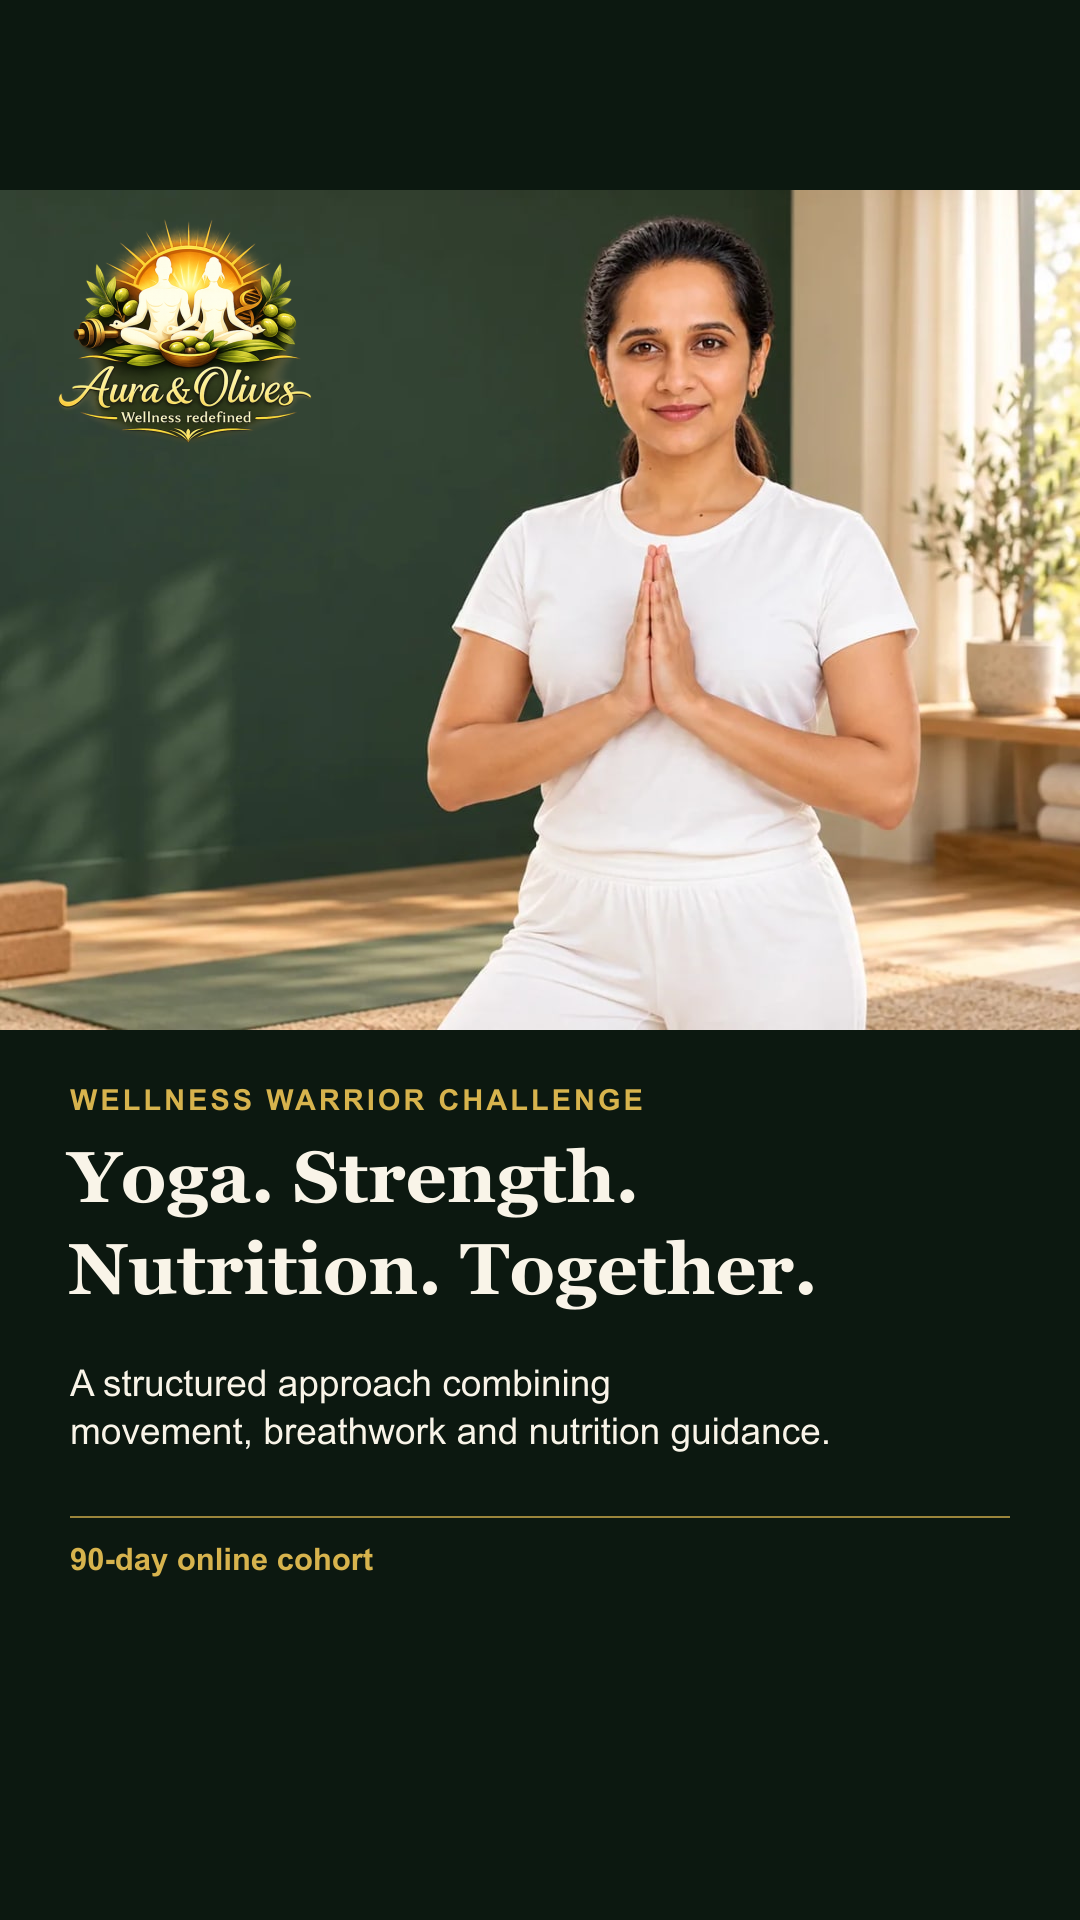 Aura & Olives
Wellness redefined
WELLNESS WARRIOR CHALLENGE
Yoga. Strength.
Nutrition. Together.
A structured approach combining
movement, breathwork and nutrition guidance.
90-day online cohort